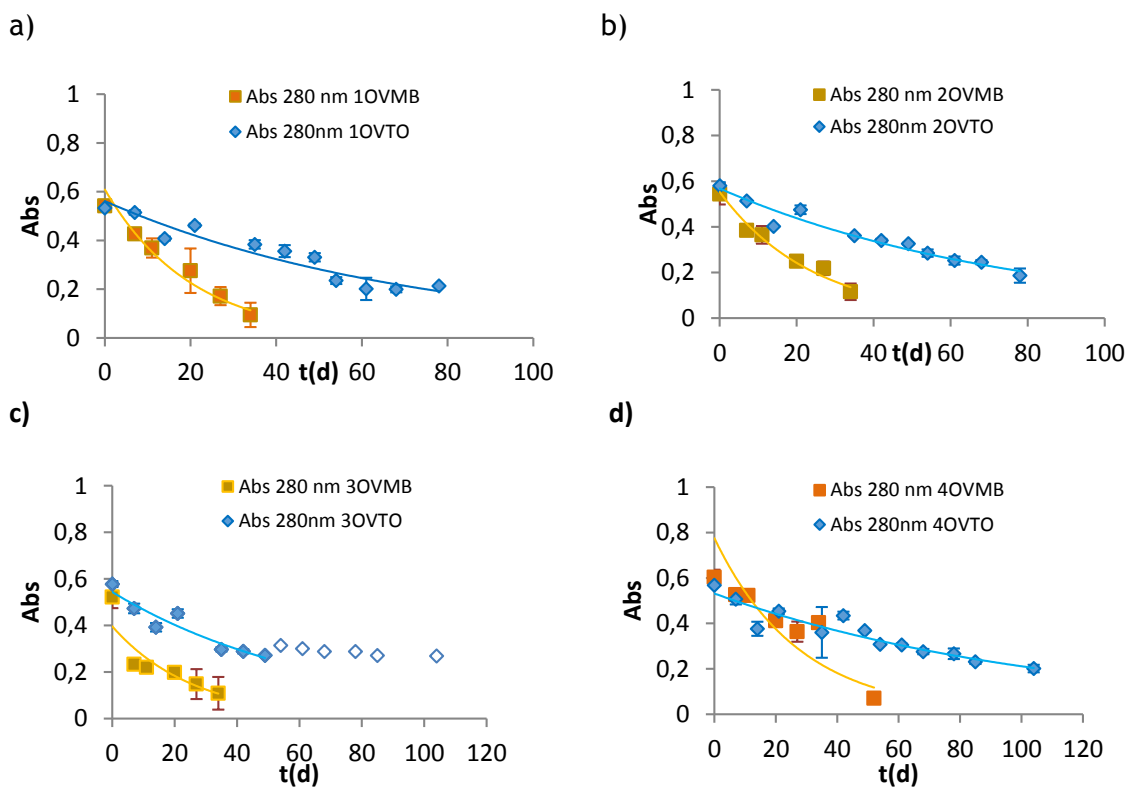 a)
1
0,8
0,6
0,4
0,2
0
Abs
Abs 280 nm 1OVMB
Abs 280nm 1OVTO
0 20 40 60 80 100
t(d)
b)
1
0,8
0,6
0,4
0,2
0
Abs
Abs 280 nm 2OVMB
Abs 280nm 2OVTO
0 20 40 60 80 100
t(d)
c)
1
0,8
0,6
0,4
0,2
0
Abs
Abs 280 nm 3OVMB
Abs 280nm 3OVTO
0 20 40 60 80 100 120
t(d)
d)
1
0,8
0,6
0,4
0,2
0
Abs
Abs 280 nm 4OVMB
Abs 280nm 4OVTO
0 20 40 60 80 100 120
t(d)